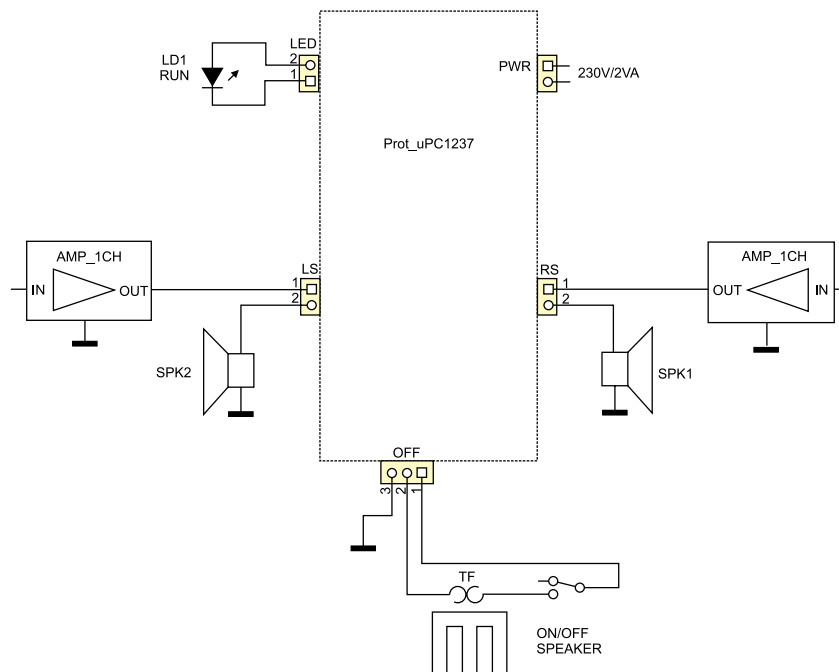 LED
LD1
RUN
2
1
PWR
230V/2VA
Prot_uPC1237
AMP_1CH
IN
OUT
LS
1
2
SPK2
RS
1
2
AMP_1CH
OUT
IN
SPK1
OFF
3
2
1
TF
ON/OFF
SPEAKER